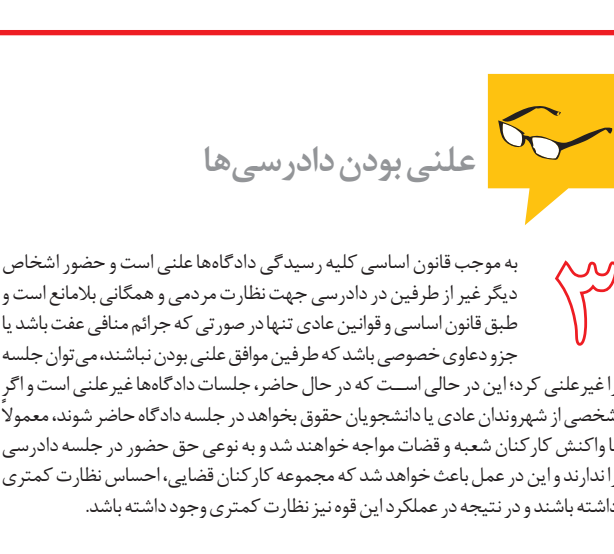 علنی بودن دادرسی‌ها
۳
به موجب قانون اساسی کلیه رسیدگی دادگاه‌ها علنی است و حضور اشخاص
دیگر غیر از طرفین در دادرسی جهت نظارت مردمی و همگانی بلامانع است و
طبق قانون اساسی و قوانین عادی تنها در صورتی که جرائم منافی عفت باشد یا
جزو دعاوی خصوصی باشد که طرفین موافق علنی بودن نباشند، می‌توان جلسه
را غیرعلنی کرد؛ این در حالی اســت که در حال حاضر، جلسات دادگاه‌ها غیرعلنی است و اگر
شخصی از شهروندان عادی یا دانشجویان حقوق بخواهد در جلسه دادگاه حاضر شوند، معمولاً
با واکنش کارکنان شعبه و قضات مواجه خواهند شد و به نوعی حق حضور در جلسه دادرسی
را ندارند و این در عمل باعث خواهد شد که مجموعه کارکنان قضایی، احساس نظارت کمتری
داشته باشند و در نتیجه در عملکرد این قوه نیز نظارت کمتری وجود داشته باشد.